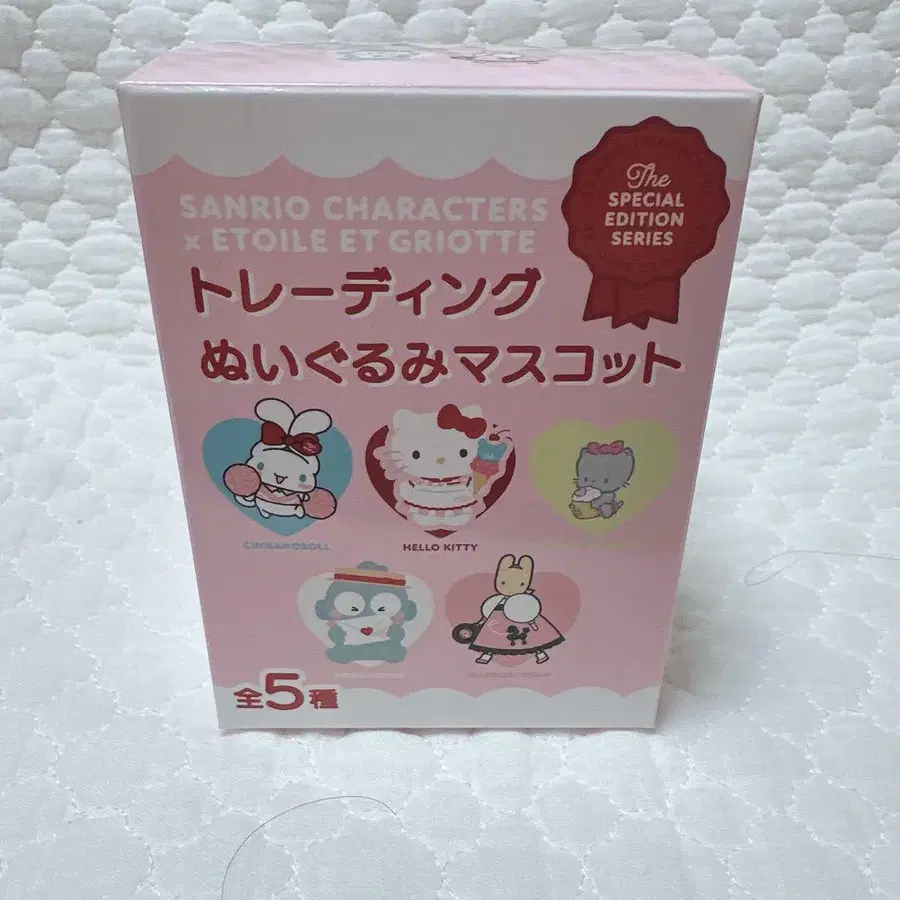 SANRIO CHARACTERS
x ETOILE ET GRIOTTE
The
SPECIAL
EDITION
SERIES
トレーディング
ぬいぐるみマスコット
CINNAMOROLL
HELLO KITTY
全5種